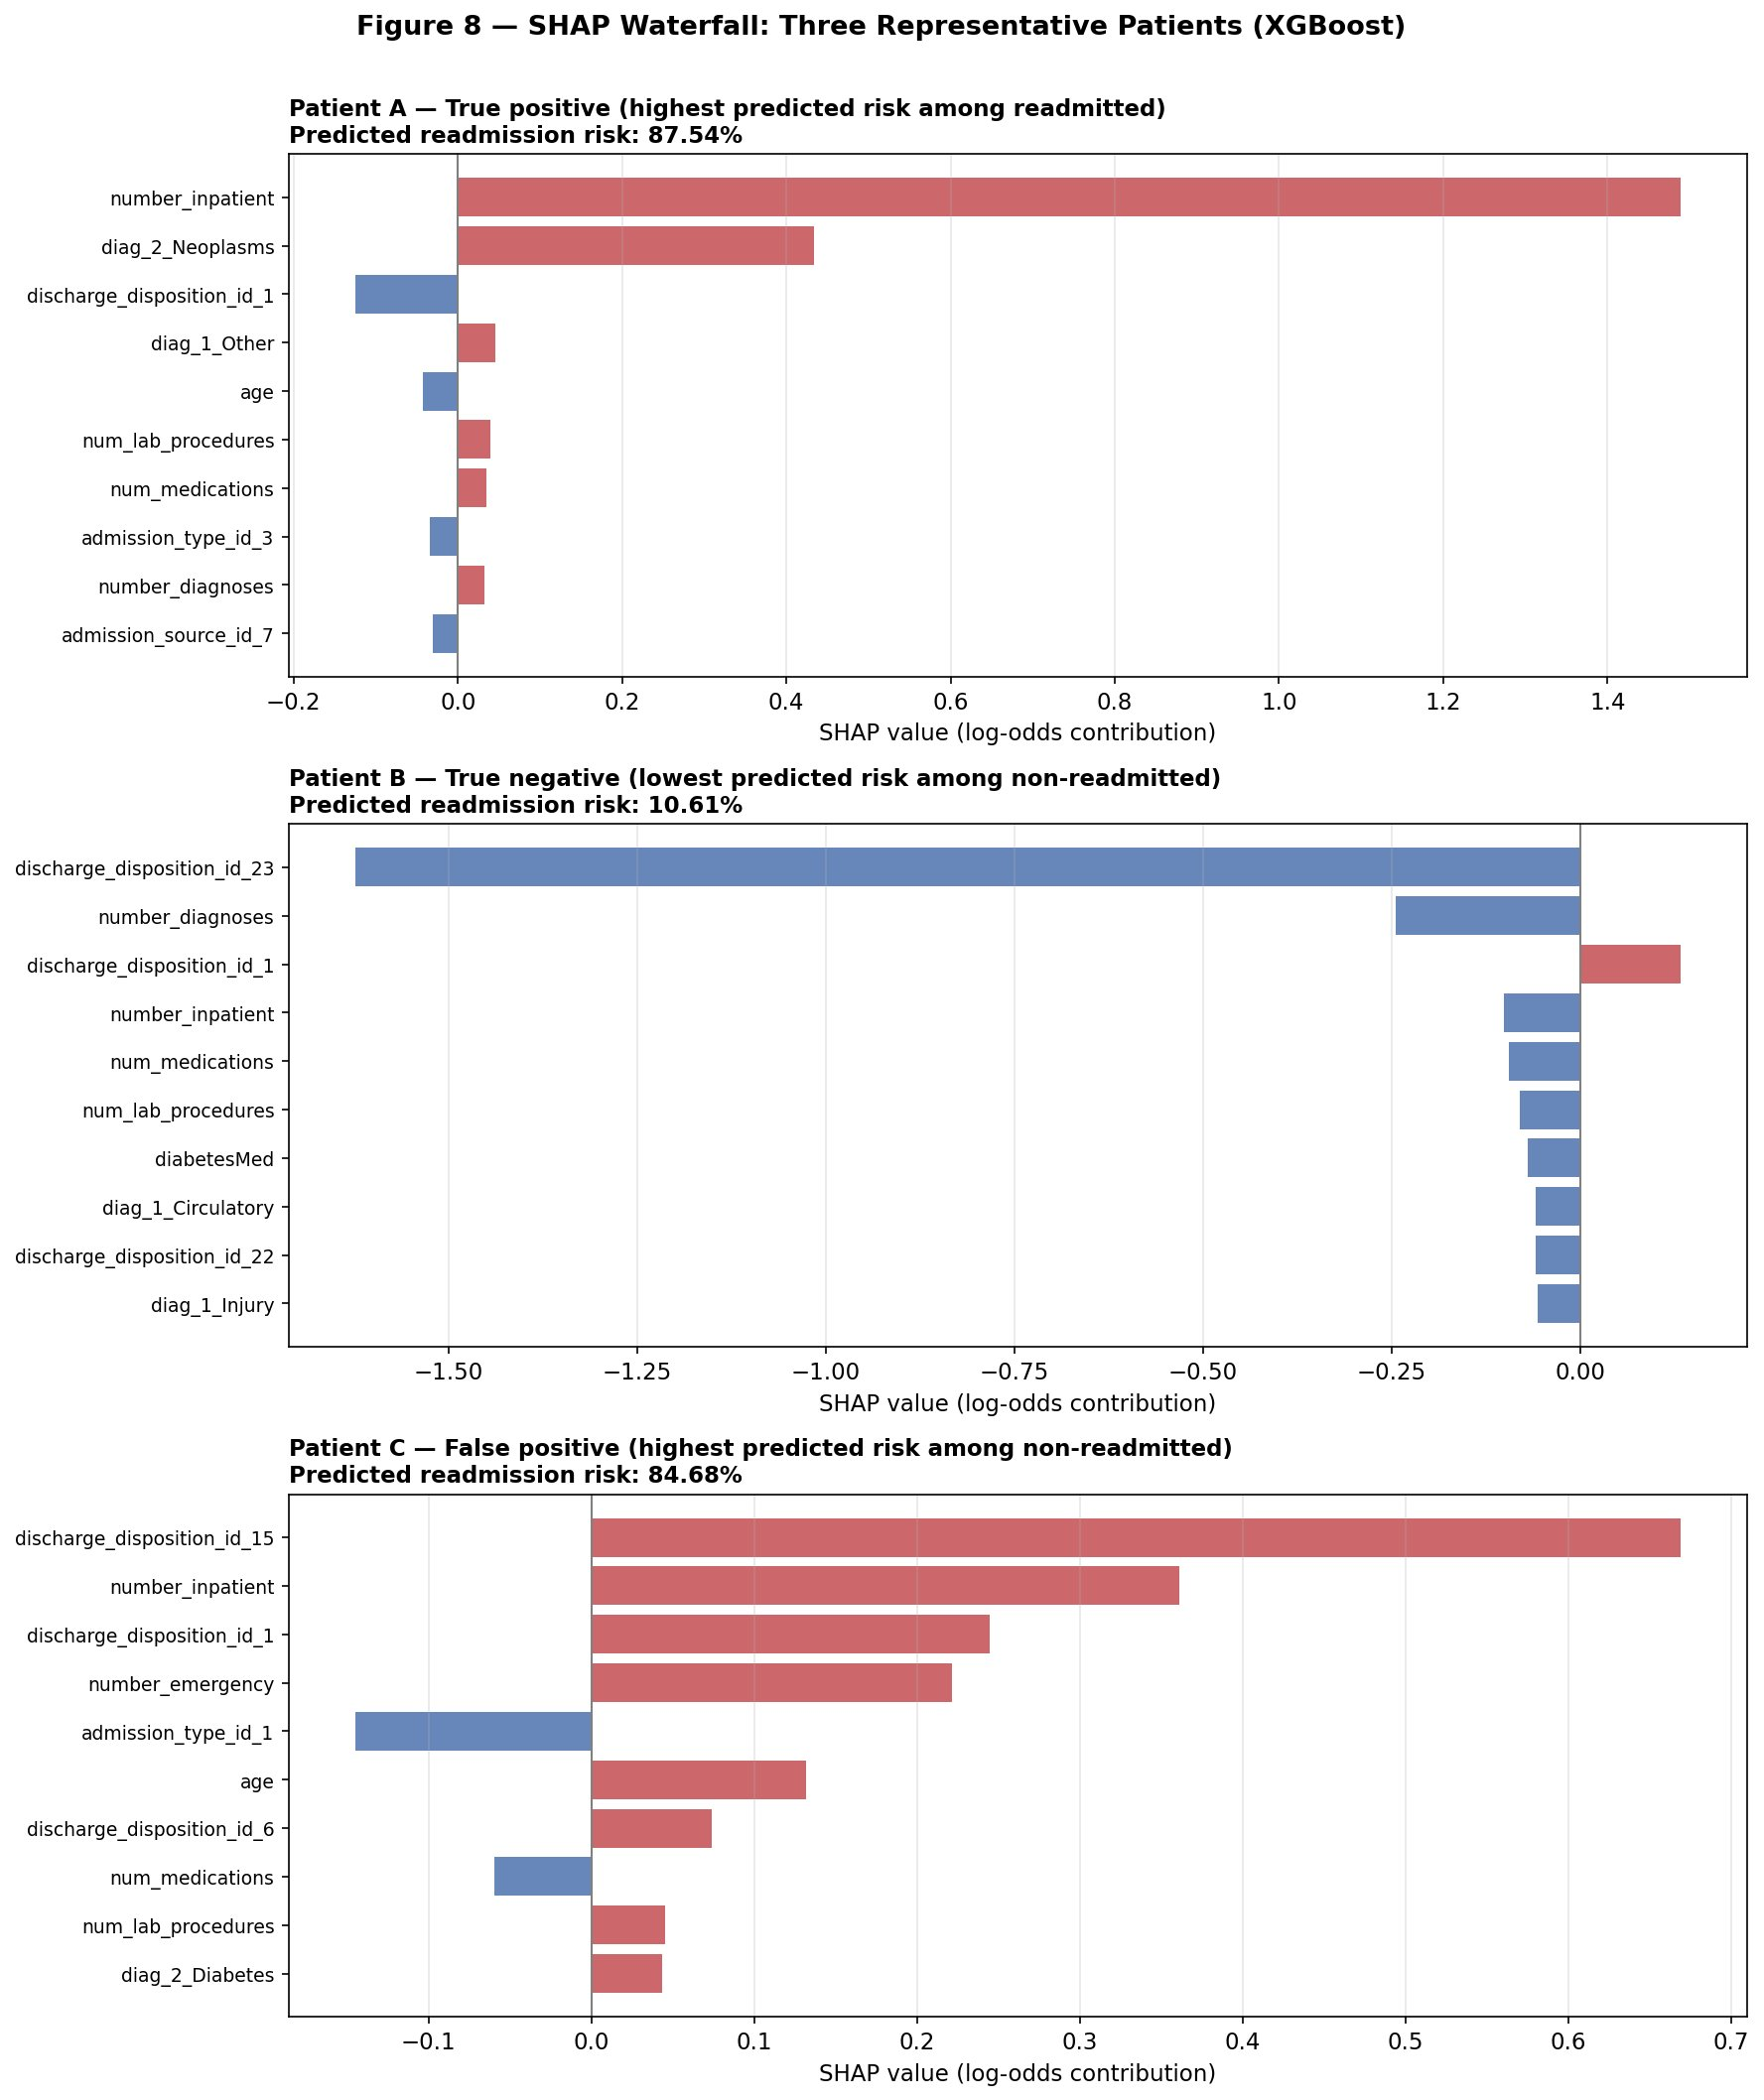 Figure 8 — SHAP Waterfall: Three Representative Patients (XGBoost)
Patient A — True positive (highest predicted risk among readmitted)
Predicted readmission risk: 87.54%
number_inpatient
diag_2_Neoplasms
discharge_disposition_id_1
diag_1_Other
age
num_lab_procedures
num_medications
admission_type_id_3
number_diagnoses
admission_source_id_7
−0.2 0.0 0.2 0.4 0.6 0.8 1.0 1.2 1.4
SHAP value (log-odds contribution)
Patient B — True negative (lowest predicted risk among non-readmitted)
Predicted readmission risk: 10.61%
discharge_disposition_id_23
number_diagnoses
discharge_disposition_id_1
number_inpatient
num_medications
num_lab_procedures
diabetesMed
diag_1_Circulatory
discharge_disposition_id_22
diag_1_Injury
−1.50 −1.25 −1.00 −0.75 −0.50 −0.25 0.00
SHAP value (log-odds contribution)
Patient C — False positive (highest predicted risk among non-readmitted)
Predicted readmission risk: 84.68%
discharge_disposition_id_15
number_inpatient
discharge_disposition_id_1
number_emergency
admission_type_id_1
age
discharge_disposition_id_6
num_medications
num_lab_procedures
diag_2_Diabetes
−0.1 0.0 0.1 0.2 0.3 0.4 0.5 0.6 0.7
SHAP value (log-odds contribution)